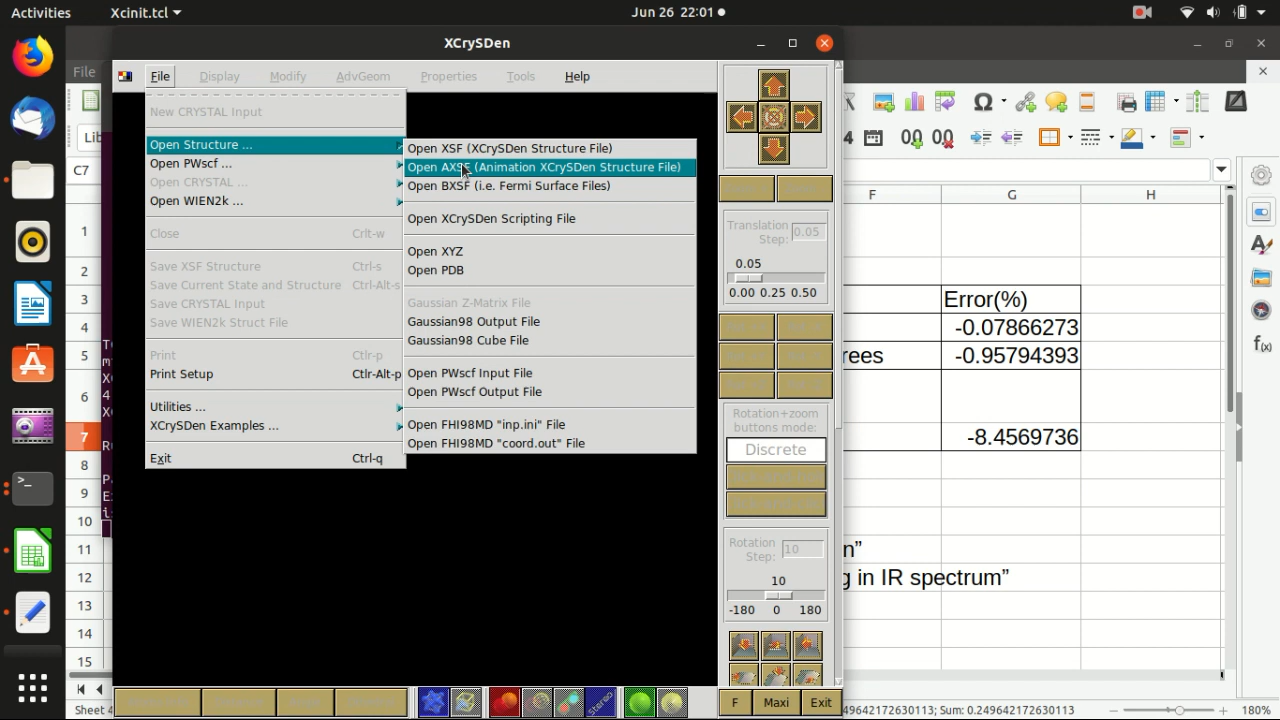 Activities
Xcinit.tcl
Jun 26 22:01
XCrySDen
File
File
Display
Modify
AdvGeom
Properties
Tools
Help
New CRYSTAL Input
Open Structure ...
Open PWscf ...
Open CRYSTAL ...
Open WIEN2k ...
Close
Crlt-w
Save XSF Structure
Ctrl-s
Save Current State and Structure
Ctrl-Alt-s
Save CRYSTAL Input
Save WIEN2k Struct File
Print
Ctlr-p
Print Setup
Ctlr-Alt-p
Utilities ...
XCrySDen Examples ...
Exit
Ctrl-q
Open XSF (XCrySDen Structure File)
Open AXSF (Animation XCrySDen Structure File)
Open BXSF (i.e. Fermi Surface Files)
Open XCrySDen Scripting File
Open XYZ
Open PDB
Gaussian Z-Matrix File
Gaussian98 Output File
Gaussian98 Cube File
Open PWscf Input File
Open PWscf Output File
Open FHI98MD "inp.ini" File
Open FHI98MD "coord.out" File
Translation
Step:
0.05
0.05
0.00 0.25 0.50
Rotation+zoom
buttons mode:
Discrete
Rotation
Step:
10
10
-180 0 180
F
Maxi
Exit
Stereo
Lib
C7
F
G
H
1
2
3
4
5
6
7
8
9
10
11
12
13
14
15
Error(%)
-0.07866273
rees
-0.95794393
-8.4569736
n”
g in IR spectrum”
Sheet 4
49642172630113; Sum: 0.249642172630113
180%